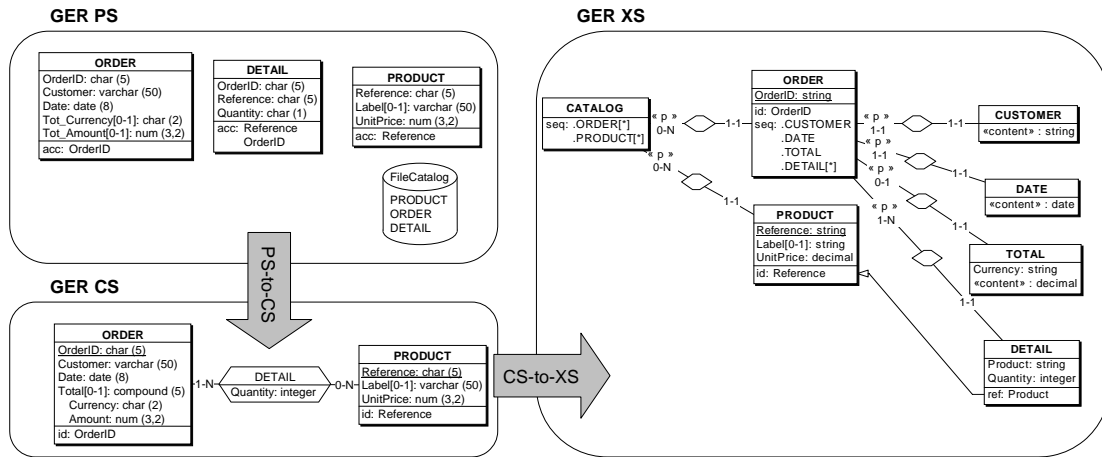 GER PS
ORDER
OrderID: char (5)
Customer: varchar (50)
Date: date (8)
Tot_Currency[0-1]: char (2)
Tot_Amount[0-1]: num (3,2)
acc: OrderID
DETAIL
OrderID: char (5)
Reference: char (5)
Quantity: char (1)
acc: Reference
OrderID
PRODUCT
Reference: char (5)
Label[0-1]: varchar (50)
UnitPrice: num (3,2)
acc: Reference
FileCatalog
PRODUCT
ORDER
DETAIL
PS-to-CS
GER CS
ORDER
OrderID: char (5)
Customer: varchar (50)
Date: date (8)
Total[0-1]: compound (5)
Currency: char (2)
Amount: num (3,2)
id: OrderID
1-N
DETAIL
Quantity: integer
0-N
PRODUCT
Reference: char (5)
Label[0-1]: varchar (50)
UnitPrice: num (3,2)
id: Reference
CS-to-XS
GER XS
CATALOG
seq: .ORDER[*]
.PRODUCT[*]
« p »
0-N
1-1
« p »
0-N
1-1
ORDER
OrderID: string
id: OrderID
seq: .CUSTOMER
.DATE
.TOTAL
.DETAIL[*]
« p »
1-1
1-1
« p »
1-1
1-1
« p »
0-1
1-1
« p »
1-N
1-1
CUSTOMER
«content» : string
DATE
«content» : date
PRODUCT
Reference: string
Label[0-1]: string
UnitPrice: decimal
id: Reference
TOTAL
Currency: string
«content» : decimal
DETAIL
Product: string
Quantity: integer
ref: Product